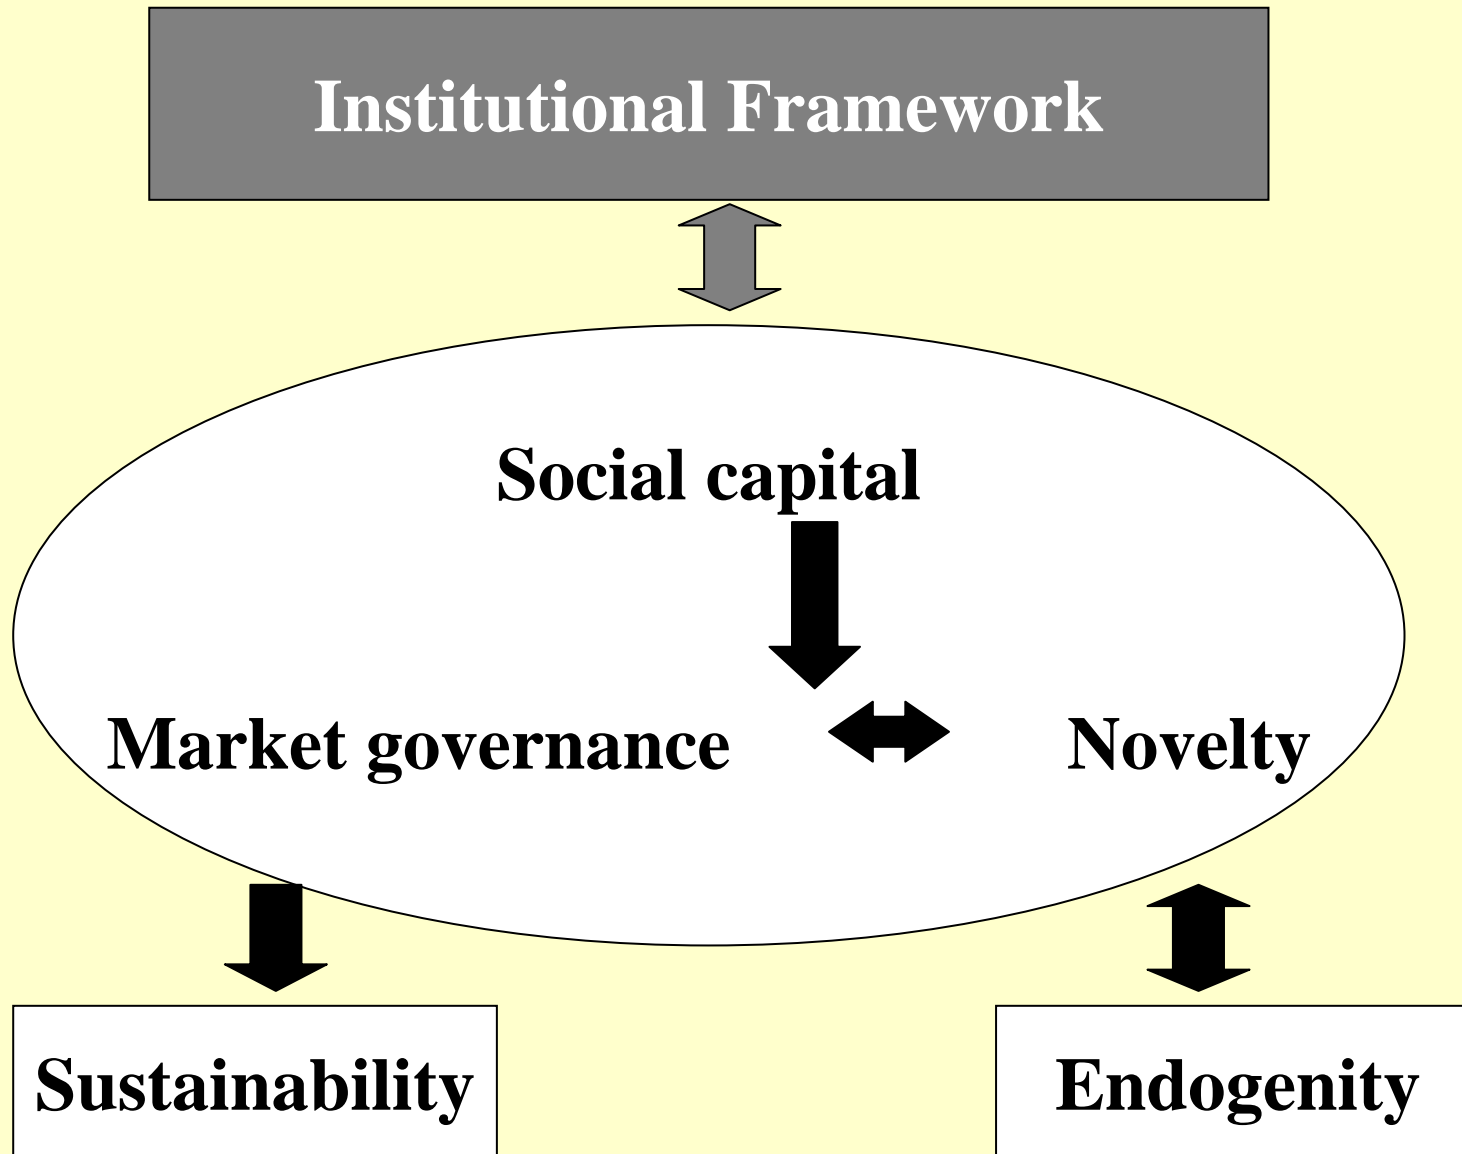 Institutional Framework
Social capital
Market governance
Novelty
Sustainability
Endogenity